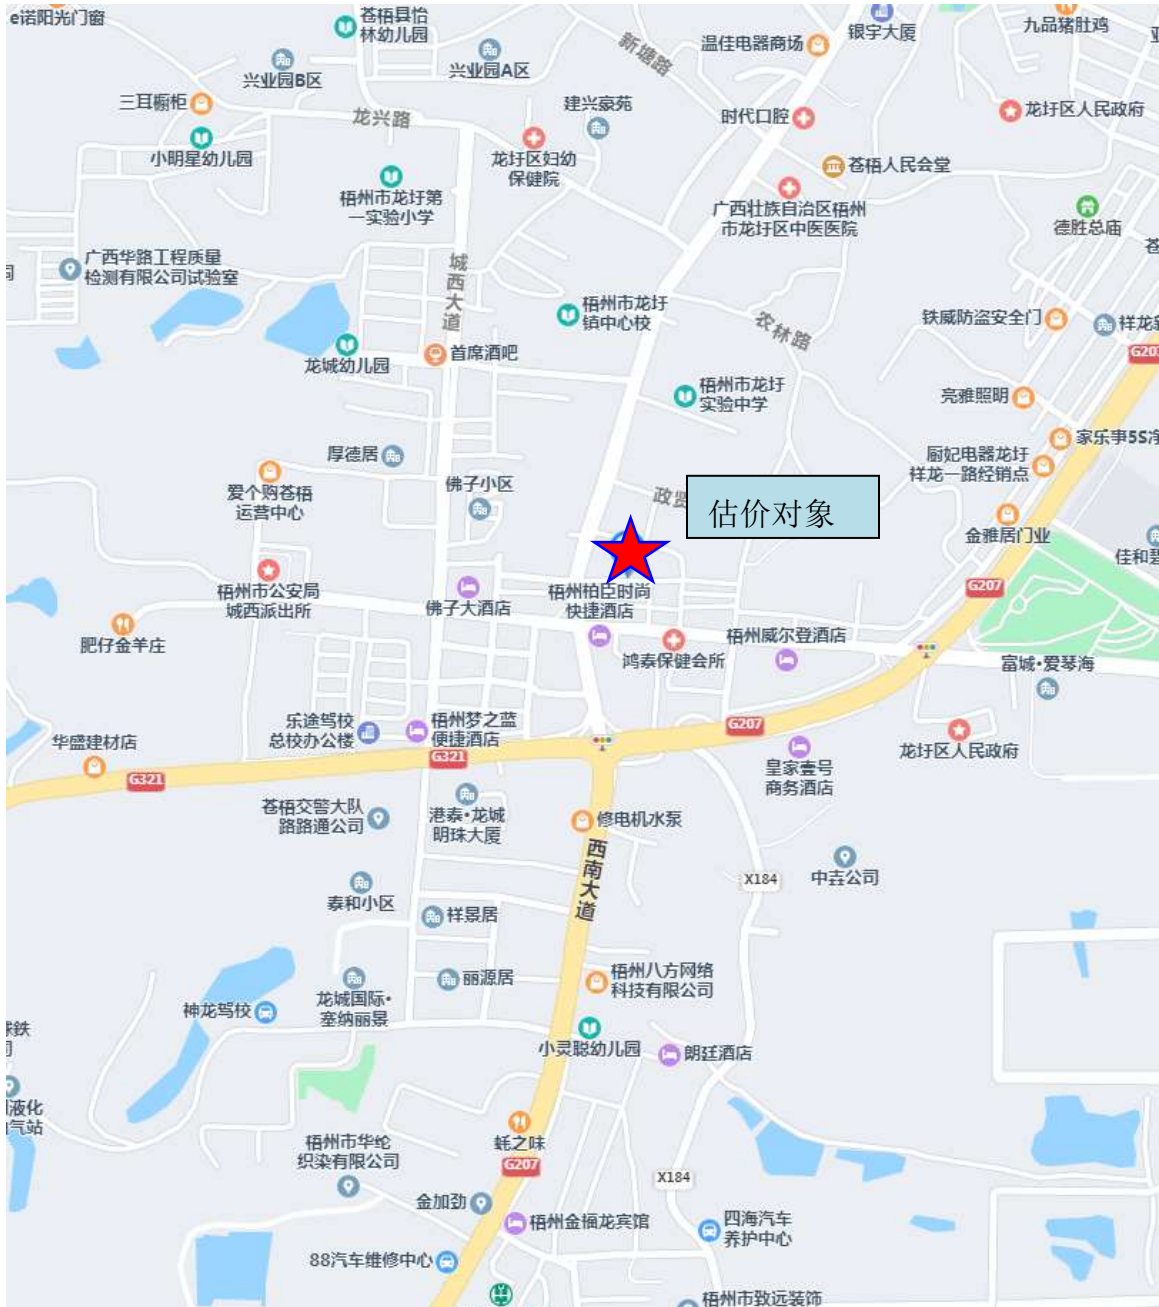 e诺阳光门窗
苍梧县怡
林幼儿园
兴业园B区
兴业园A区
新塘路
温佳电器商场
银宇大厦
九品猪肚鸡
三耳橱柜
龙兴路
建兴豪苑
时代口腔
龙圩区人民政府
小明星幼儿园
龙圩区妇幼
保健院
苍梧人民会堂
梧州市龙圩第
一实验小学
广西壮族自治区梧州
市龙圩区中医医院
德胜总庙
苍
广西华路工程质量
检测有限公司试验室
城西大道
梧州市龙圩
镇中心校
农林路
铁威防盗安全门
祥龙
G207
首席酒吧
龙城幼儿园
梧州市龙圩
实验中学
亮雅照明
家乐事5S净
厚德居
厨妃电器龙圩
祥龙一路经销点
爱个购苍梧
运营中心
佛子小区
政贤
估价对象
金雅居门业
佳和碧
梧州市公安局
城西派出所
佛子大酒店
梧州柏臣时尚
快捷酒店
G207
肥仔金羊庄
鸿泰保健会所
梧州威尔登酒店
富城·爱琴海
乐途驾校
总校办公楼
梧州梦之蓝
便捷酒店
G207
龙圩区人民政府
华盛建材店
G321
G321
皇家壹号
商务酒店
苍梧交警大队
路路通公司
港泰·龙城
明珠大厦
修电机水泵
西南大道
X184
中垚公司
泰和小区
祥景居
龙城国际·
塞纳丽景
丽源居
梧州八方网络
科技有限公司
神龙驾校
小灵聪幼儿园
朗廷酒店
液化
气站
蚝之味
梧州市华纶
织染有限公司
G207
X184
金加劲
梧州金福龙宾馆
四海汽车
养护中心
88汽车维修中心
梧州市致远装饰